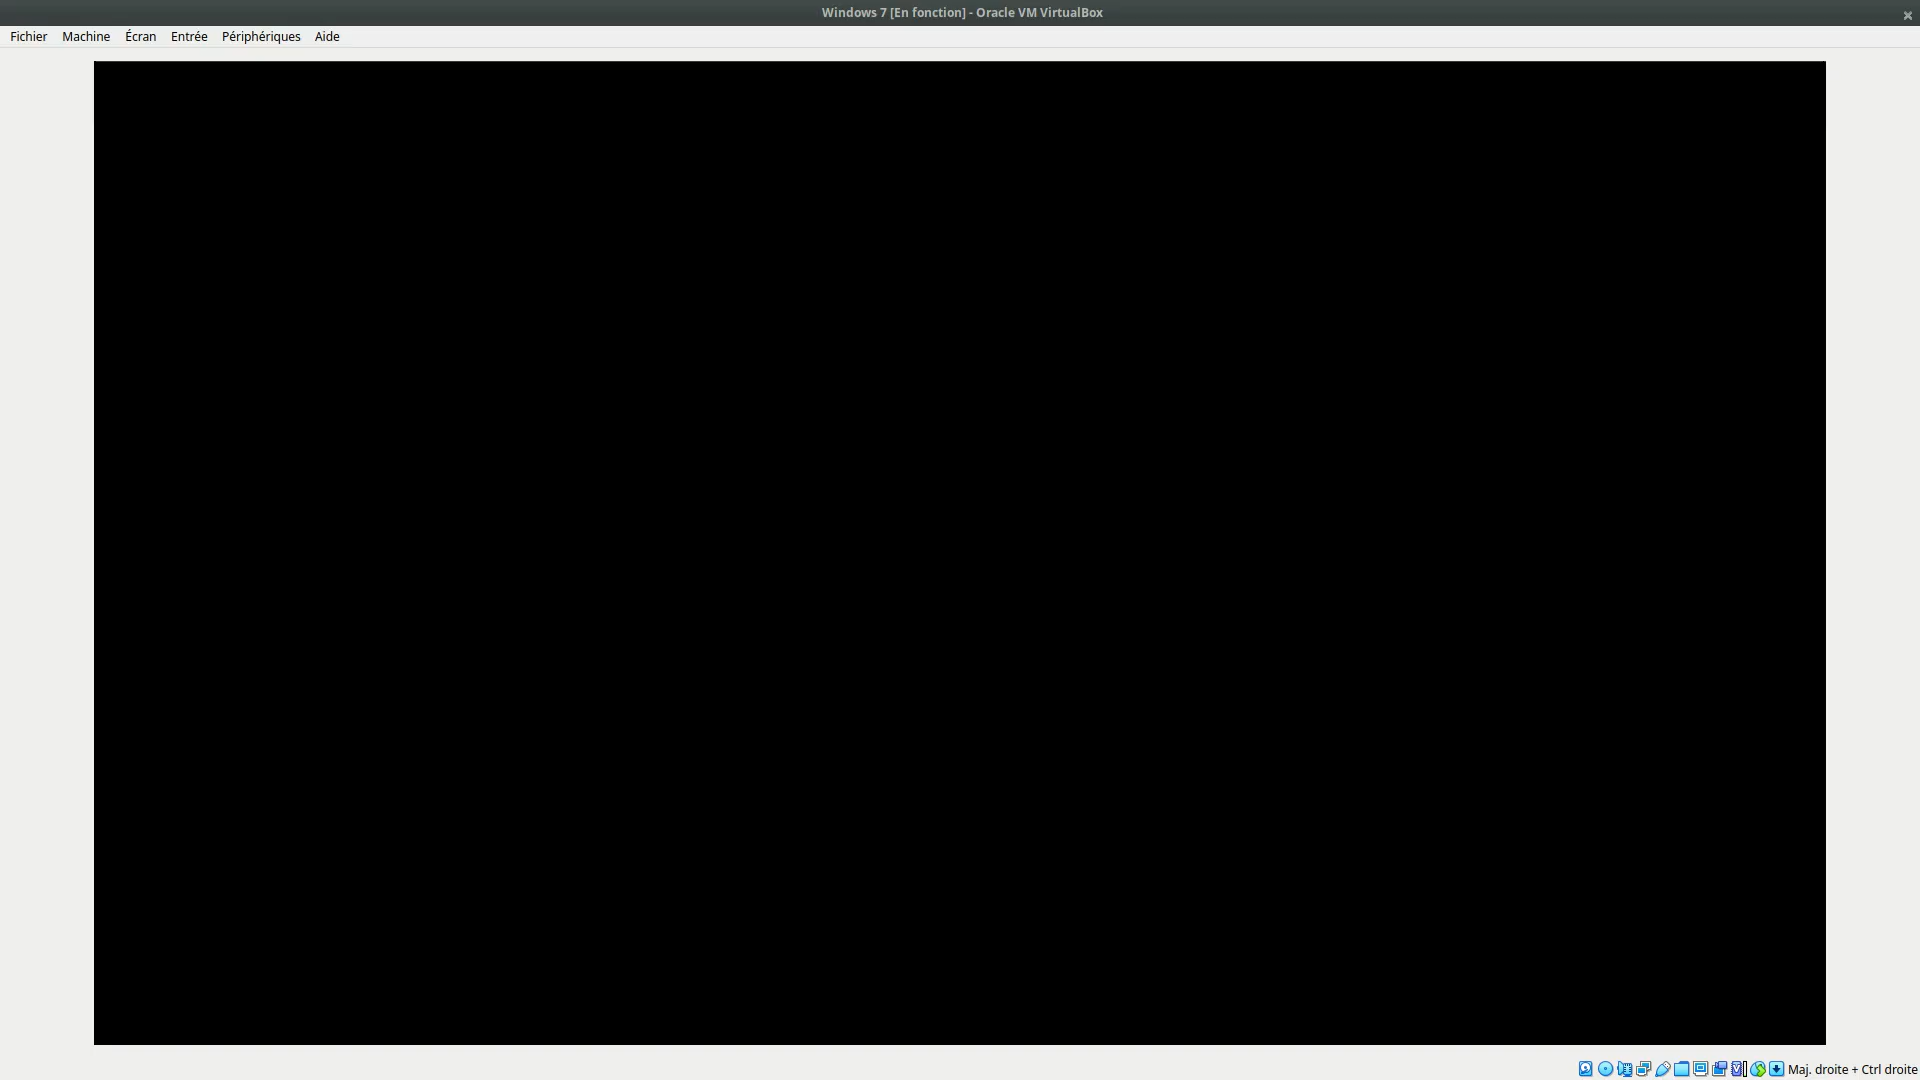 Windows 7 [En fonction] - Oracle VM VirtualBox
Fichier Machine Écran Entrée Périphériques Aide
Maj. droite + Ctrl droite